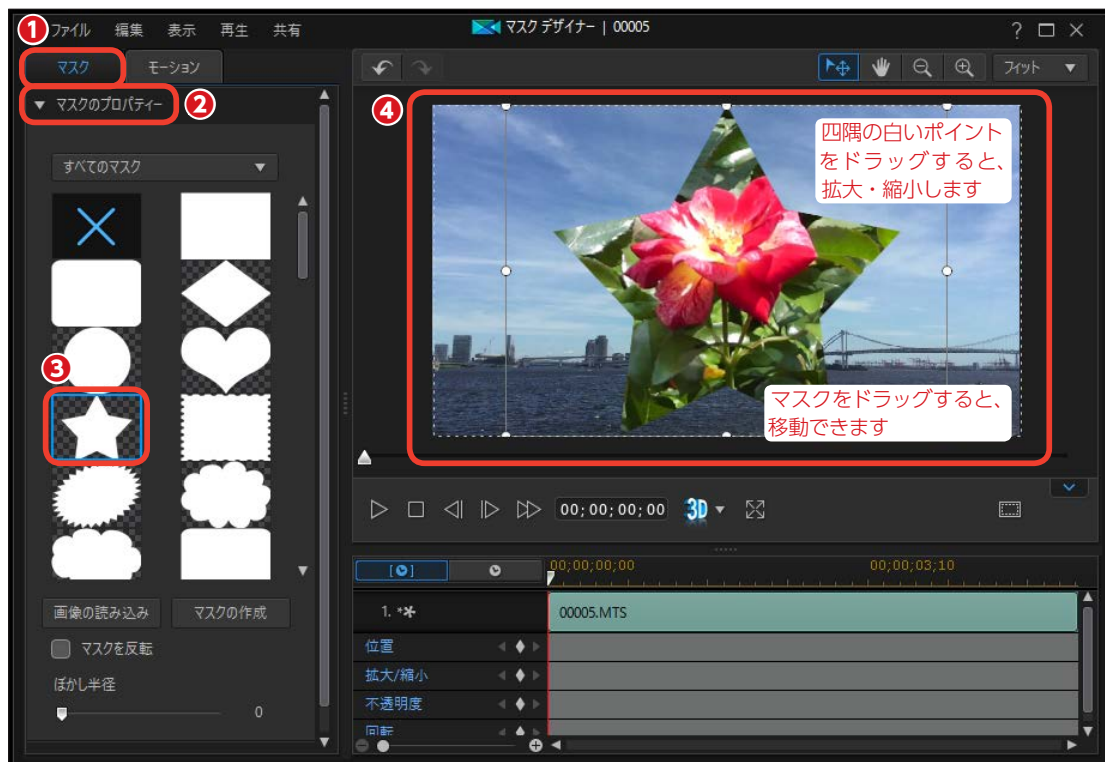 ①
ファイル 編集 表示 再生 共有
マスク デザイナー | 00005
?
マスク モーション
フィット
▼ マスクのプロパティー ②
④
四隅の白いポイント
をドラッグすると、
拡大・縮小します
すべてのマスク
③
マスクをドラッグすると、
移動できます
00;00;00;00 3D
00;00;00;00 00;00;03;10
画像の読み込み マスクの作成
1. 00005.MTS
マスクを反転
位置
拡大/縮小
ぼかし半径
不透明度
0
回転